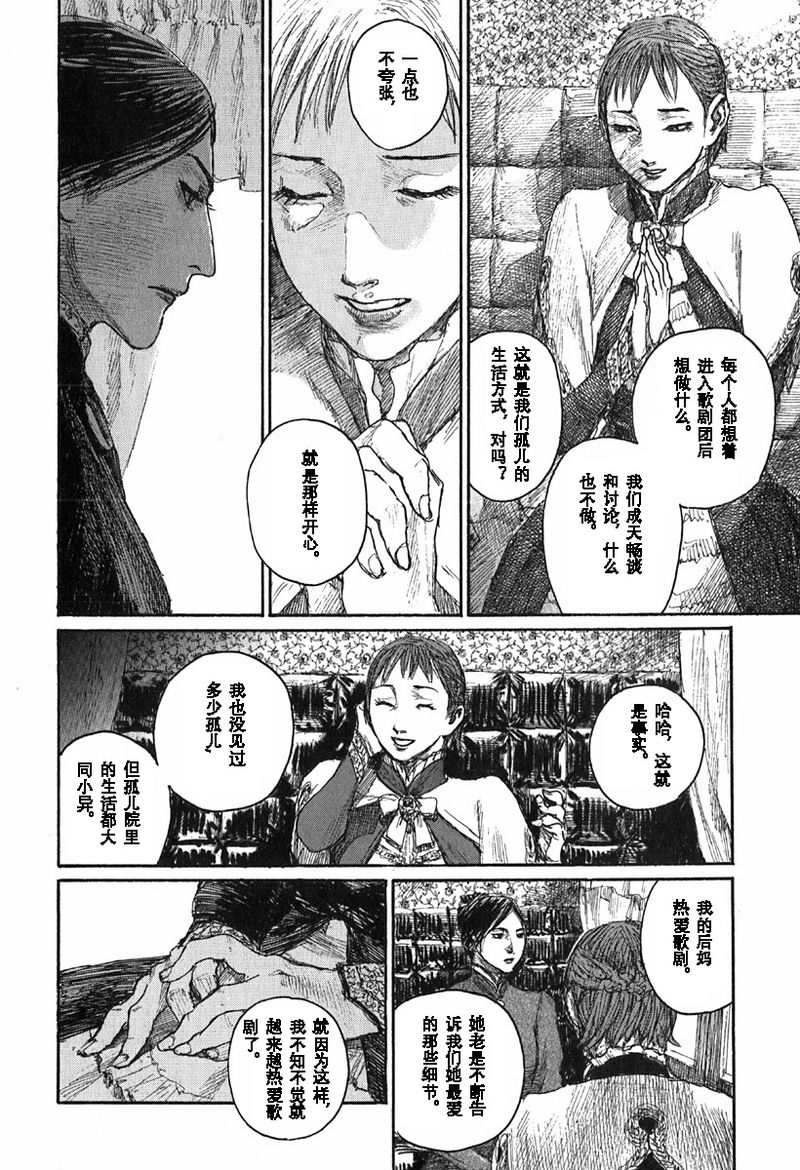 每个人都想着
进入歌剧团后
想做什么。
我们成天畅谈
和讨论，什么
也不做。
这就是我们孤儿的
生活方式，对吗？
一点也
不夸张，
就是那样开心。
哈哈，这就
是事实。
我也没见过
多少孤儿
但孤儿院里
的生活都大
同小异。
我的后妈
热爱歌剧。
她老是不断告
诉我们她最爱
的那些细节。
就因为这样，
我不知不觉就
越来越热爱歌
剧了。